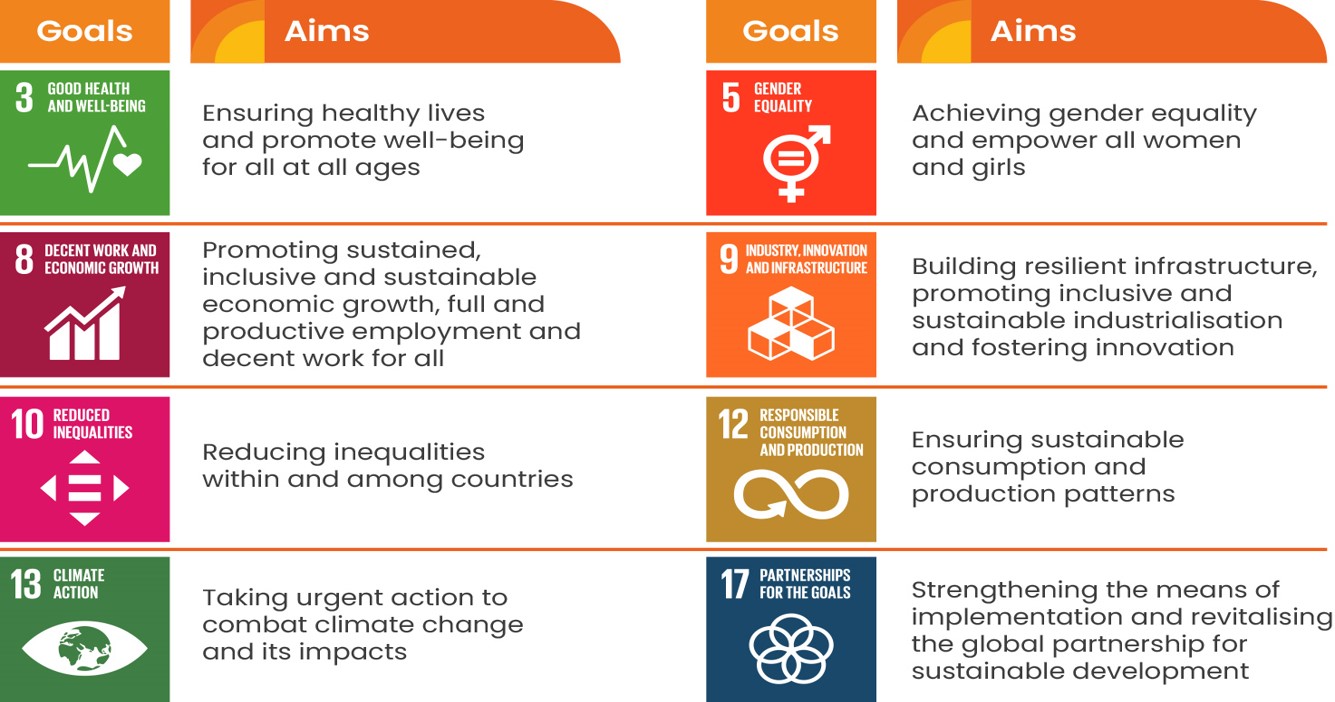 Goals
Aims
Goals
Aims
3
GOOD HEALTH
AND WELL-BEING
Ensuring healthy lives
and promote well-being
for all at all ages
5
GENDER
EQUALITY
Achieving gender equality
and empower all women
and girls
8
DECENT WORK AND
ECONOMIC GROWTH
Promoting sustained,
inclusive and sustainable
economic growth, full and
productive employment and
decent work for all
9
INDUSTRY, INNOVATION
AND INFRASTRUCTURE
Building resilient infrastructure,
promoting inclusive and
sustainable industrialisation
and fostering innovation
10
REDUCED
INEQUALITIES
Reducing inequalities
within and among countries
12
RESPONSIBLE
CONSUMPTION
AND PRODUCTION
Ensuring sustainable
consumption and
production patterns
13
CLIMATE
ACTION
Taking urgent action to
combat climate change
and its impacts
17
PARTNERSHIPS
FOR THE GOALS
Strengthening the means of
implementation and revitalising
the global partnership for
sustainable development